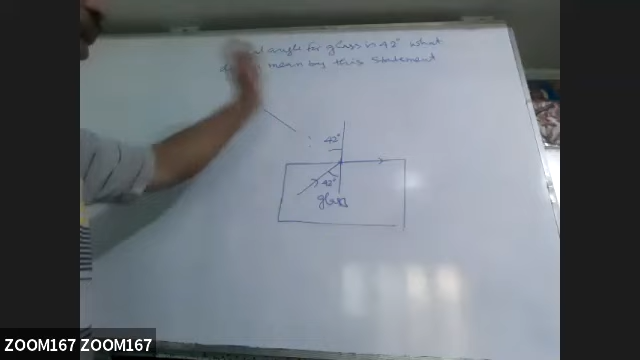 angle for glass is 42° what
mean by this statement
42°
42°
glass
ZOOM167 ZOOM167